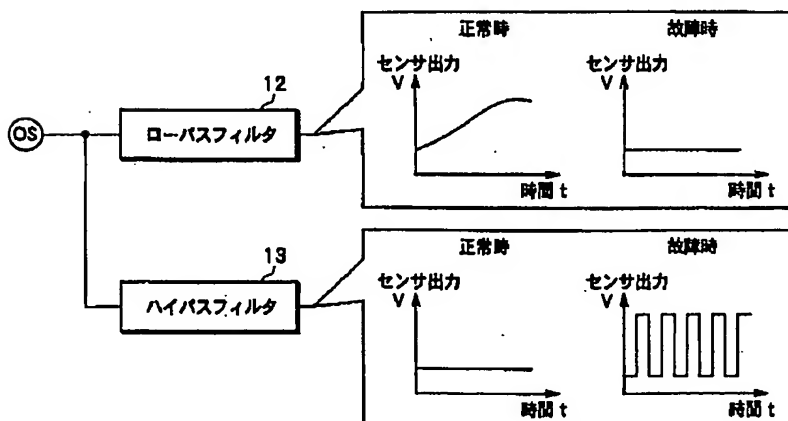 正常時
故障時
センサ出力
V
センサ出力
V
12
OS
ローパスフィルタ
時間 t
時間 t
正常時
故障時
13
センサ出力
V
センサ出力
V
ハイパスフィルタ
時間 t
時間 t